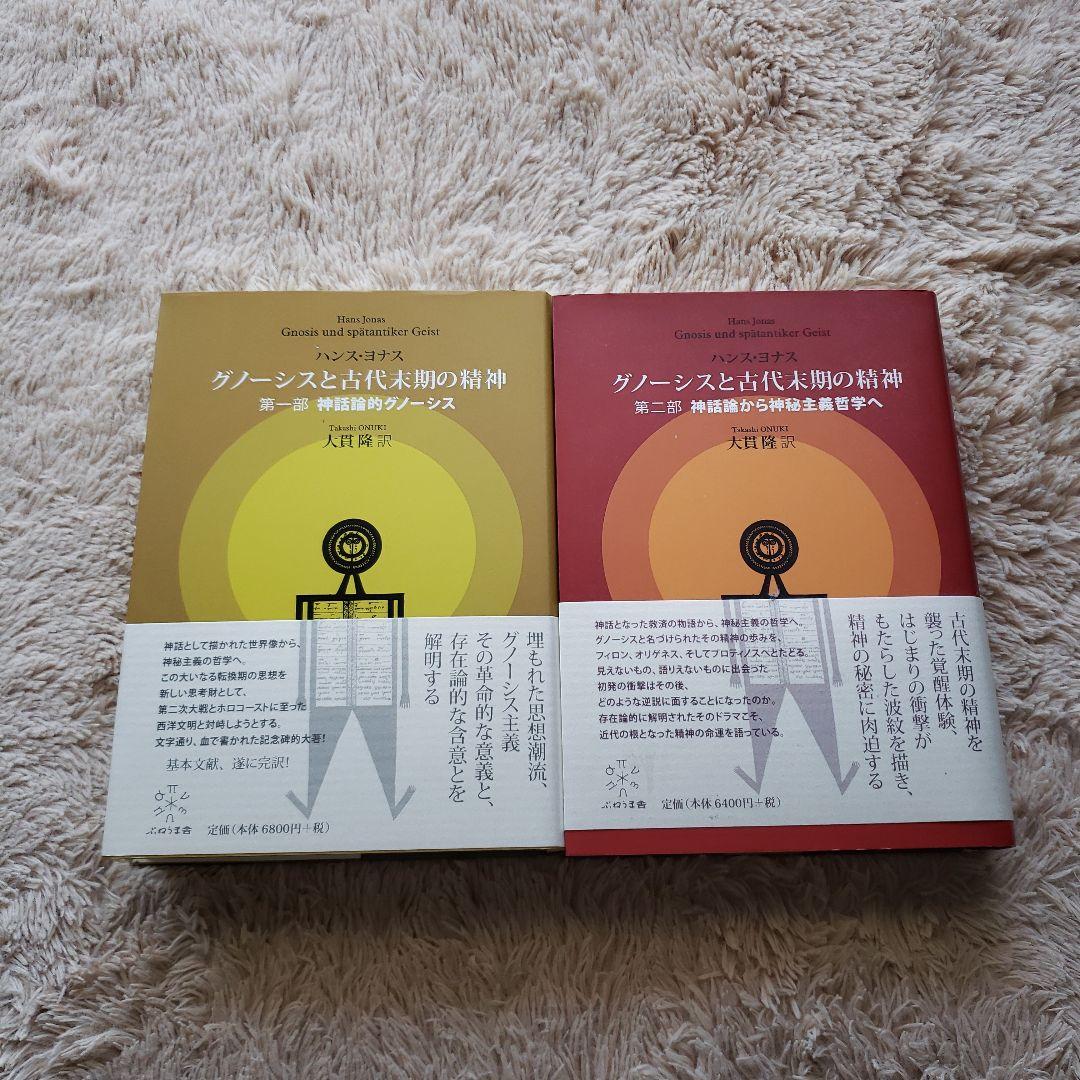 Hans Jonas
Gnosis und spätantiker Geist
ハンス・ヨナス
グノーシスと古代末期の精神
第一部 神話論的グノーシス
Takashi ONUKI
大貫 隆 訳
埋もれた思想潮流、
グノーシス主義
その革命的な意義と、
存在論的な含意とを
解明する
神話として描かれた世界像から、
神秘主義の哲学へ。
この大いなる転換期の思想を
新しい思考財として、
第二次大戦とホロコーストに至った
西洋文明と対峙しようとする。
文字通り、血で書かれた記念碑的大著!
基本文献、遂に完訳!
ぷねうま舎
定価(本体 6800円+税)
Hans Jonas
Gnosis und spätantiker Geist
ハンス・ヨナス
グノーシスと古代末期の精神
第二部 神話論から神秘主義哲学へ
Takashi ONUKI
大貫 隆 訳
古代末期の精神を
襲った覚醒体験、
はじまりの衝撃が
もたらした波紋を描き、
精神の秘密に肉迫する
神話となった救済の物語から、神秘主義の哲学へ。
グノーシスと名づけられたその精神の歩みを、
フィロン、オリゲネス、そしてプロティノスへとたどる。
見えないもの、語りえないものに出会った
初発の衝撃はその後、
どのような逆説に面することになったのか。
存在論的に解明されたそのドラマこそ、
近代の根となった精神の命運を語っている。
ぷねうま舎
定価(本体 6400円+税)